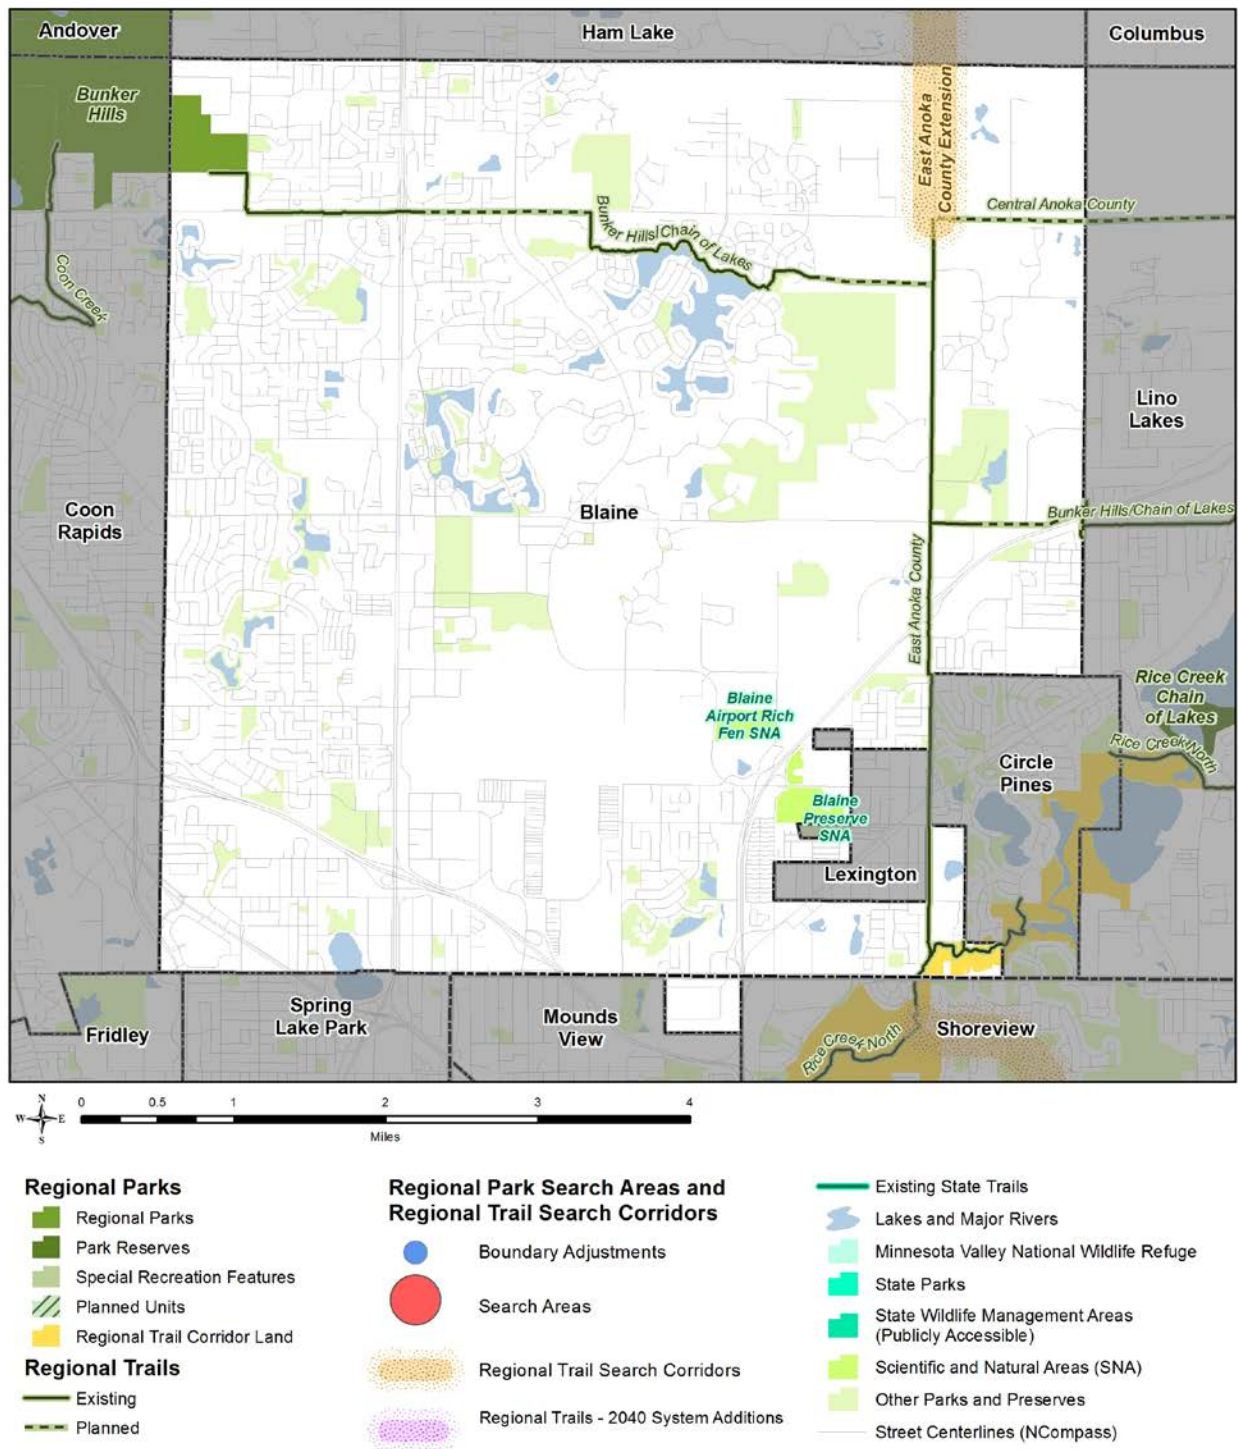 Andover
Ham Lake
Columbus
Bunker
Hills
East Anoka
County Extension
Central Anoka County
Bunker Hills/Chain of Lakes
Coon Creek
Lino
Lakes
Coon
Rapids
Blaine
Bunker Hills/Chain of Lakes
East Anoka County
Rice Creek
Chain
of Lakes
Rice Creek North
Blaine
Airport Rich
Fen SNA
Circle
Pines
Blaine
Preserve
SNA
Lexington
Fridley
Spring
Lake Park
Mounds
View
Rice Creek North
Shoreview
N
W E
S
0 0.5 1 2 3 4
Miles
Regional Parks
Regional Parks
Park Reserves
Special Recreation Features
Planned Units
Regional Trail Corridor Land
Regional Trails
Existing
Planned
Regional Park Search Areas and
Regional Trail Search Corridors
Boundary Adjustments
Search Areas
Regional Trail Search Corridors
Regional Trails - 2040 System Additions
Existing State Trails
Lakes and Major Rivers
Minnesota Valley National Wildlife Refuge
State Parks
State Wildlife Management Areas
(Publicly Accessible)
Scientific and Natural Areas (SNA)
Other Parks and Preserves
Street Centerlines (NCompass)